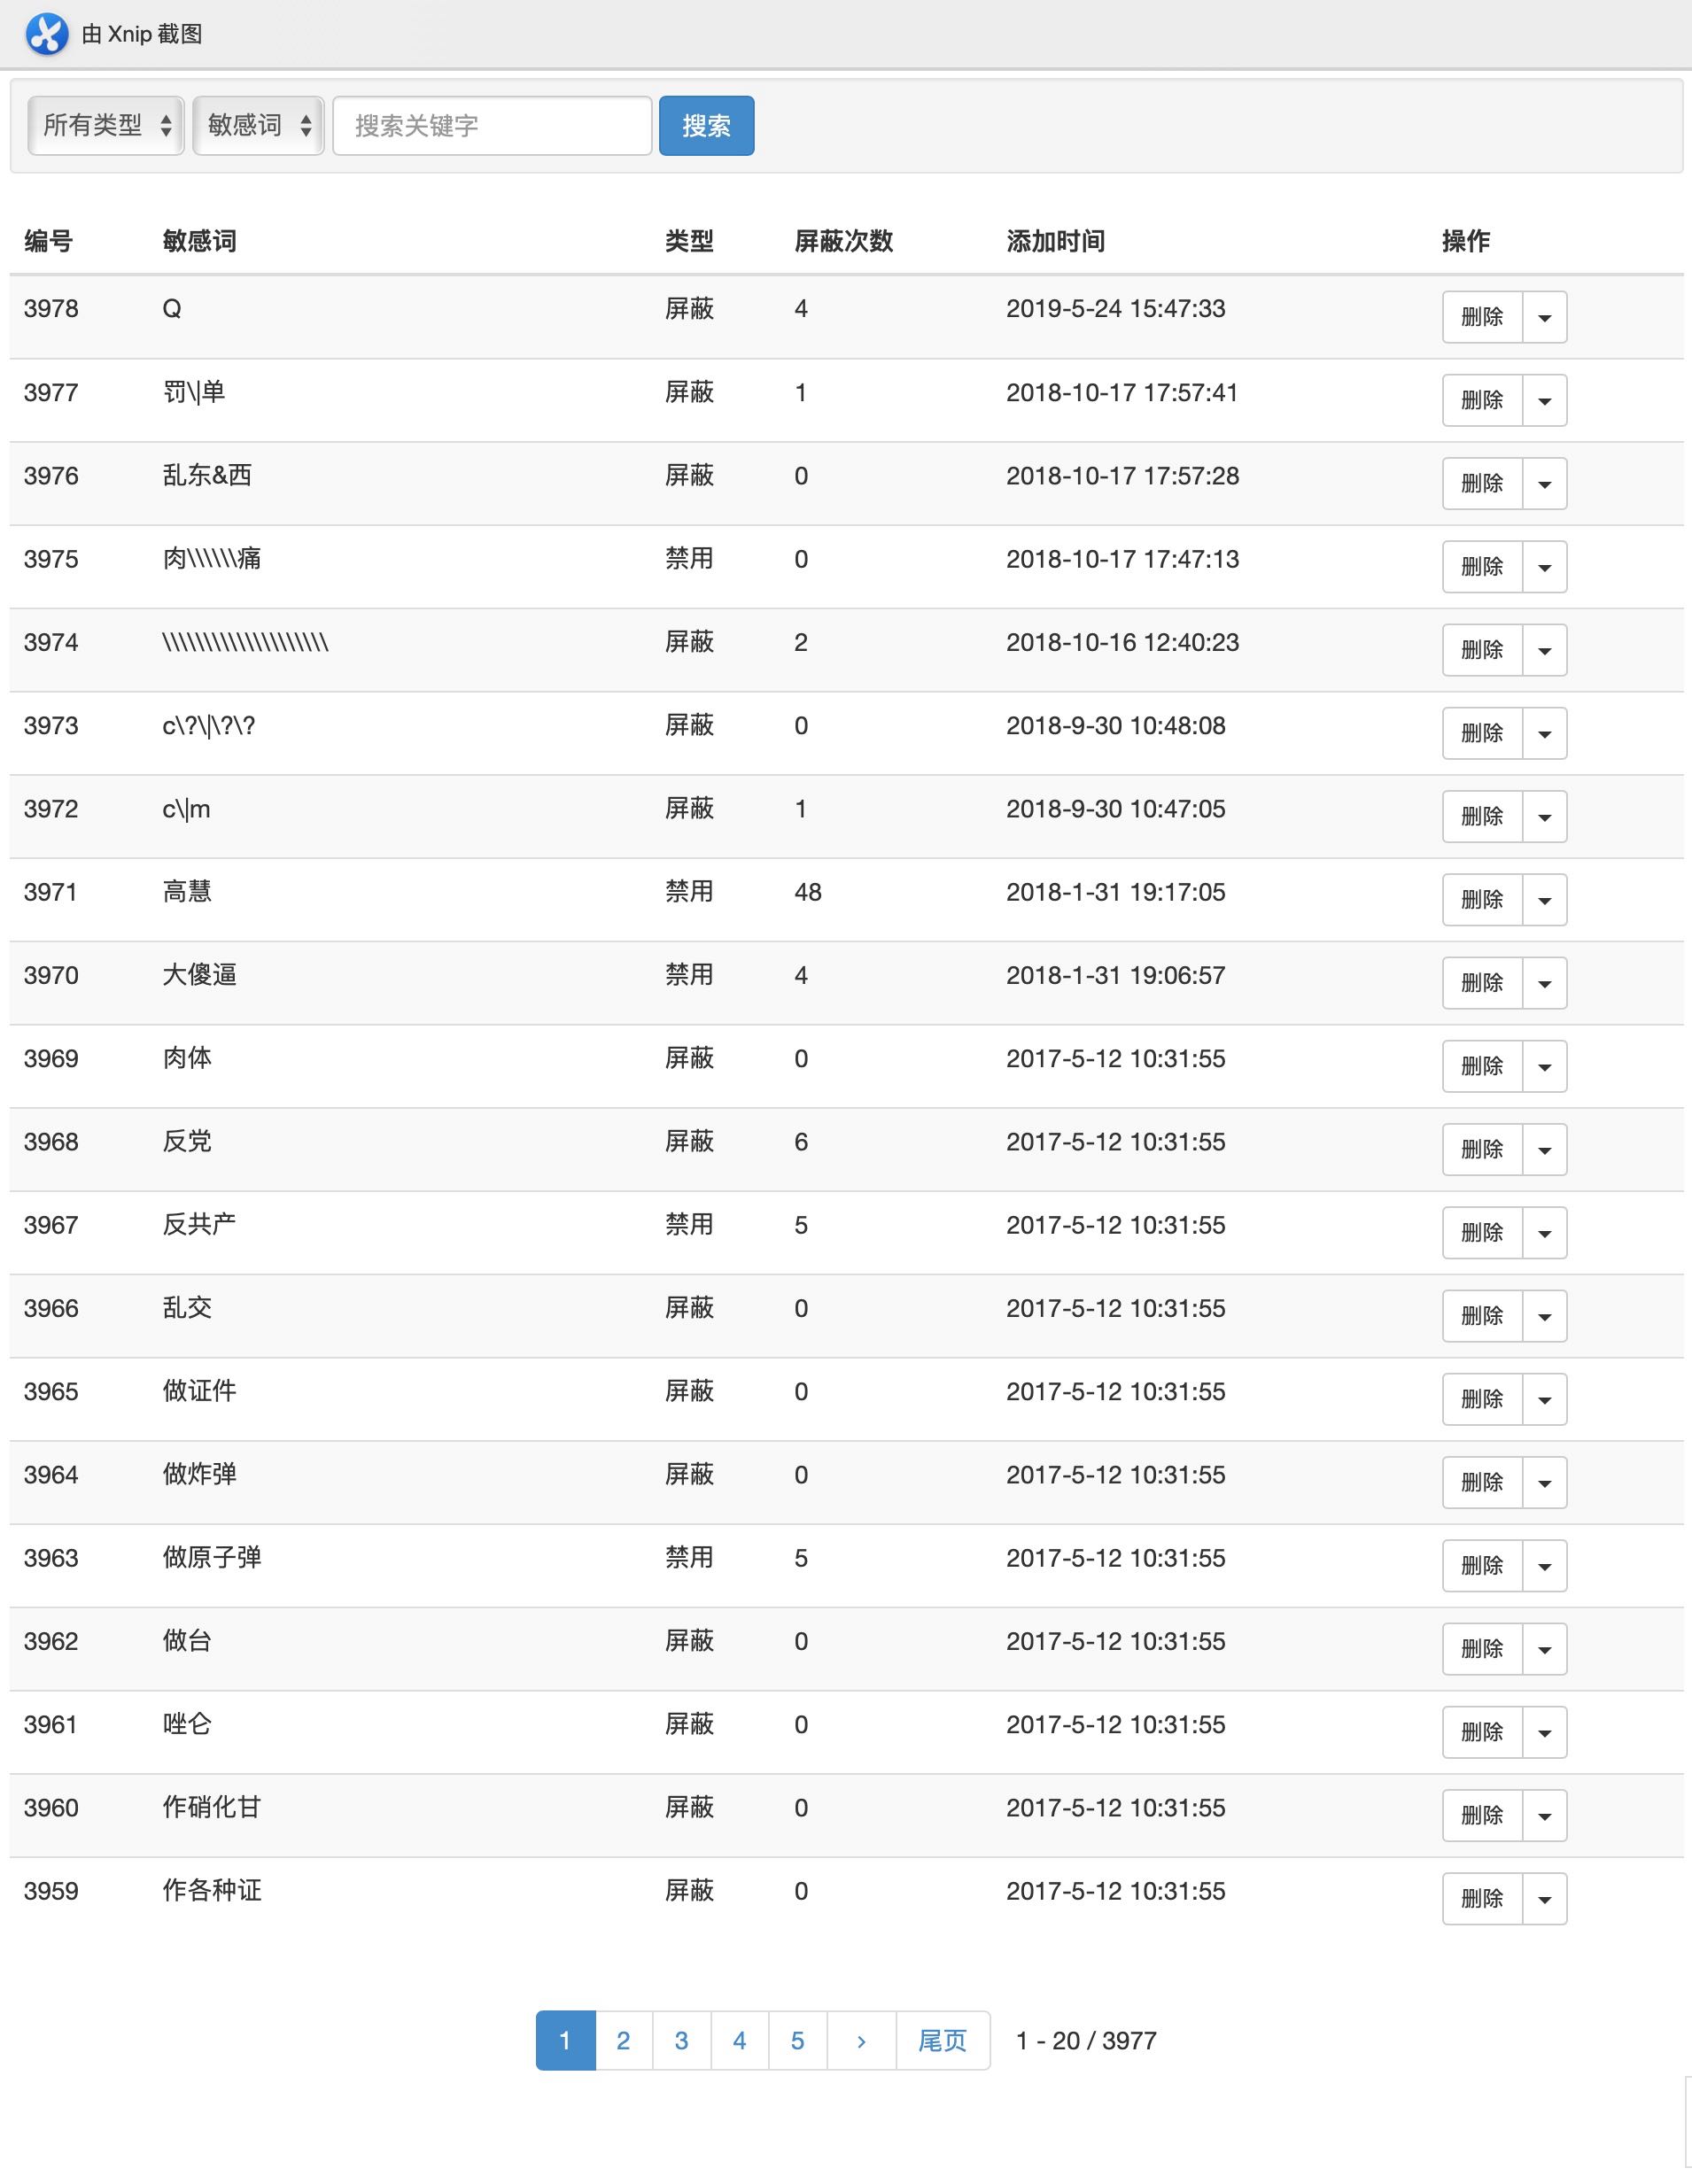 由 Xnip 截图
所有类型 敏感词 搜索关键字 搜索
编号 敏感词 类型 屏蔽次数 添加时间 操作
3978 Q 屏蔽 4 2019-5-24 15:47:33 删除
3977 罚\|单 屏蔽 1 2018-10-17 17:57:41 删除
3976 乱东&西 屏蔽 0 2018-10-17 17:57:28 删除
3975 肉\\\\\\痛 禁用 0 2018-10-17 17:47:13 删除
3974 \\\\\\\\\\\\\\\\\\\\ 屏蔽 2 2018-10-16 12:40:23 删除
3973 c\?\|\?\? 屏蔽 0 2018-9-30 10:48:08 删除
3972 c\|m 屏蔽 1 2018-9-30 10:47:05 删除
3971 高慧 禁用 48 2018-1-31 19:17:05 删除
3970 大傻逼 禁用 4 2018-1-31 19:06:57 删除
3969 肉体 屏蔽 0 2017-5-12 10:31:55 删除
3968 反党 屏蔽 6 2017-5-12 10:31:55 删除
3967 反共产 禁用 5 2017-5-12 10:31:55 删除
3966 乱交 屏蔽 0 2017-5-12 10:31:55 删除
3965 做证件 屏蔽 0 2017-5-12 10:31:55 删除
3964 做炸弹 屏蔽 0 2017-5-12 10:31:55 删除
3963 做原子弹 禁用 5 2017-5-12 10:31:55 删除
3962 做台 屏蔽 0 2017-5-12 10:31:55 删除
3961 唑仑 屏蔽 0 2017-5-12 10:31:55 删除
3960 作硝化甘 屏蔽 0 2017-5-12 10:31:55 删除
3959 作各种证 屏蔽 0 2017-5-12 10:31:55 删除
1 2 3 4 5 › 尾页 1 - 20 / 3977